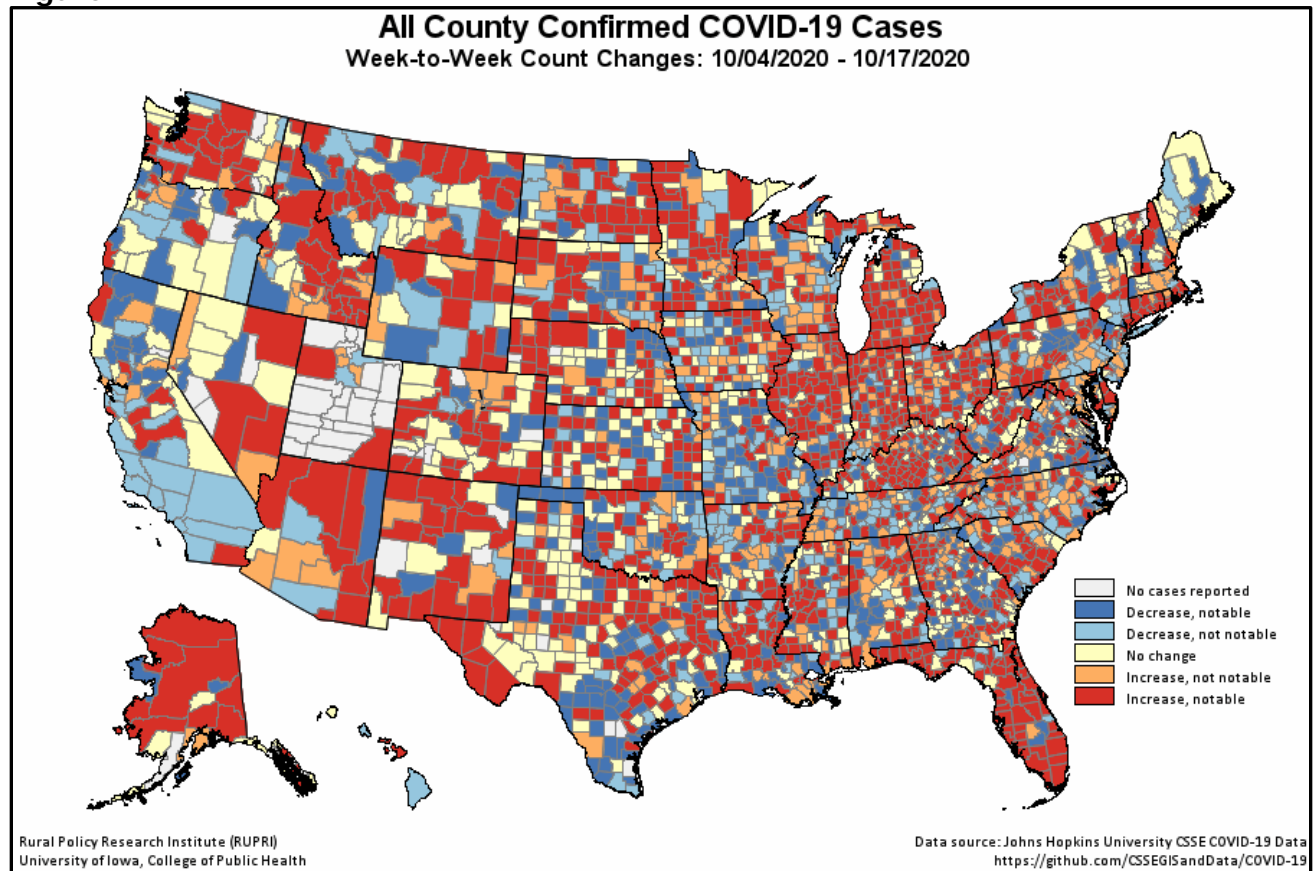 All County Confirmed COVID-19 Cases
Week-to-Week Count Changes: 10/04/2020 - 10/17/2020
No cases reported
Decrease, notable
Decrease, not notable
No change
Increase, not notable
Increase, notable
Rural Policy Research Institute (RUPRI)
University of Iowa, College of Public Health
Data source: Johns Hopkins University CSSE COVID-19 Data
https://github.com/CSSEGISandData/COVID-19